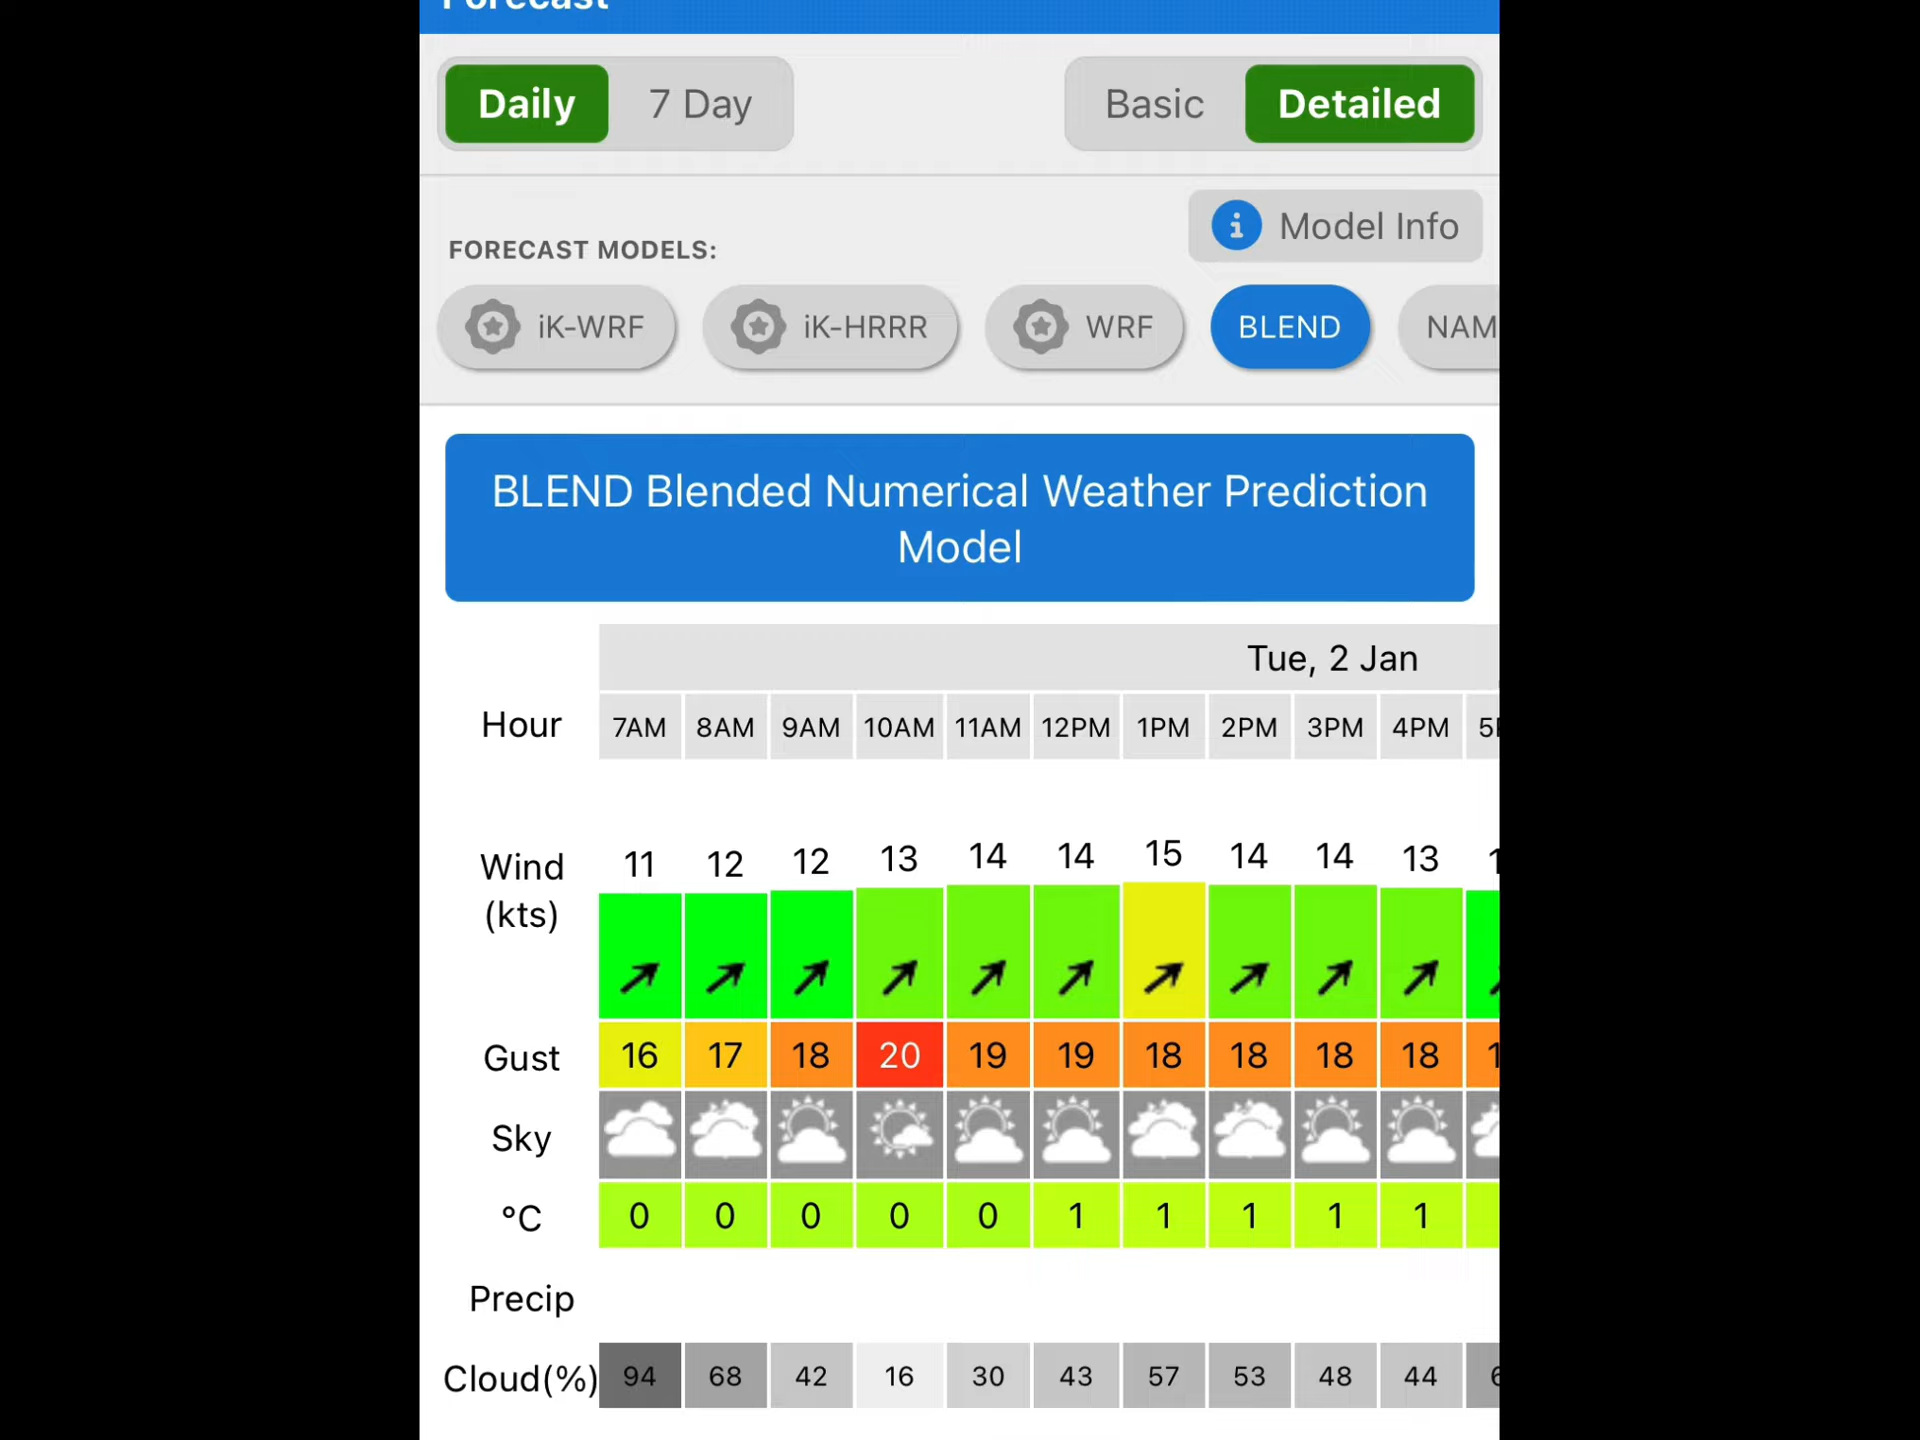 Forecast
Daily 7 Day Basic Detailed
Model Info
FORECAST MODELS:
iK-WRF iK-HRRR WRF BLEND NAM
BLEND Blended Numerical Weather Prediction
Model
Tue, 2 Jan
Hour 7AM 8AM 9AM 10AM 11AM 12PM 1PM 2PM 3PM 4PM
Wind 11 12 12 13 14 14 15 14 14 13
(kts)
Gust 16 17 18 20 19 19 18 18 18 18
Sky
°C 0 0 0 0 0 1 1 1 1 1
Precip
Cloud(%) 94 68 42 16 30 43 57 53 48 44